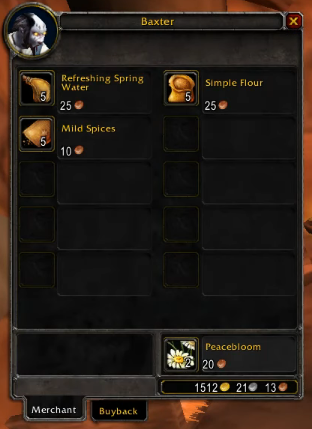 Baxter
Refreshing Spring
Water
5
25
Simple Flour
5
25
Mild Spices
5
10
Peacebloom
2
20
1512 21 13
Merchant
Buyback